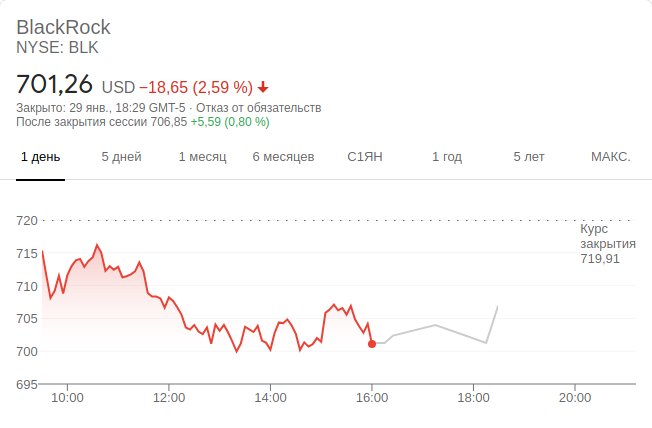 BlackRock
NYSE: BLK
701,26 USD −18,65 (2,59 %)
Закрыто: 29 янв., 18:29 GMT-5 · Отказ от обязательств
После закрытия сессии 706,85 +5,59 (0,80 %)
1 день 5 дней 1 месяц 6 месяцев С1ЯН 1 год 5 лет МАКС.
720
Курс
закрытия
719,91
715
710
705
700
695
10:00 12:00 14:00 16:00 18:00 20:00